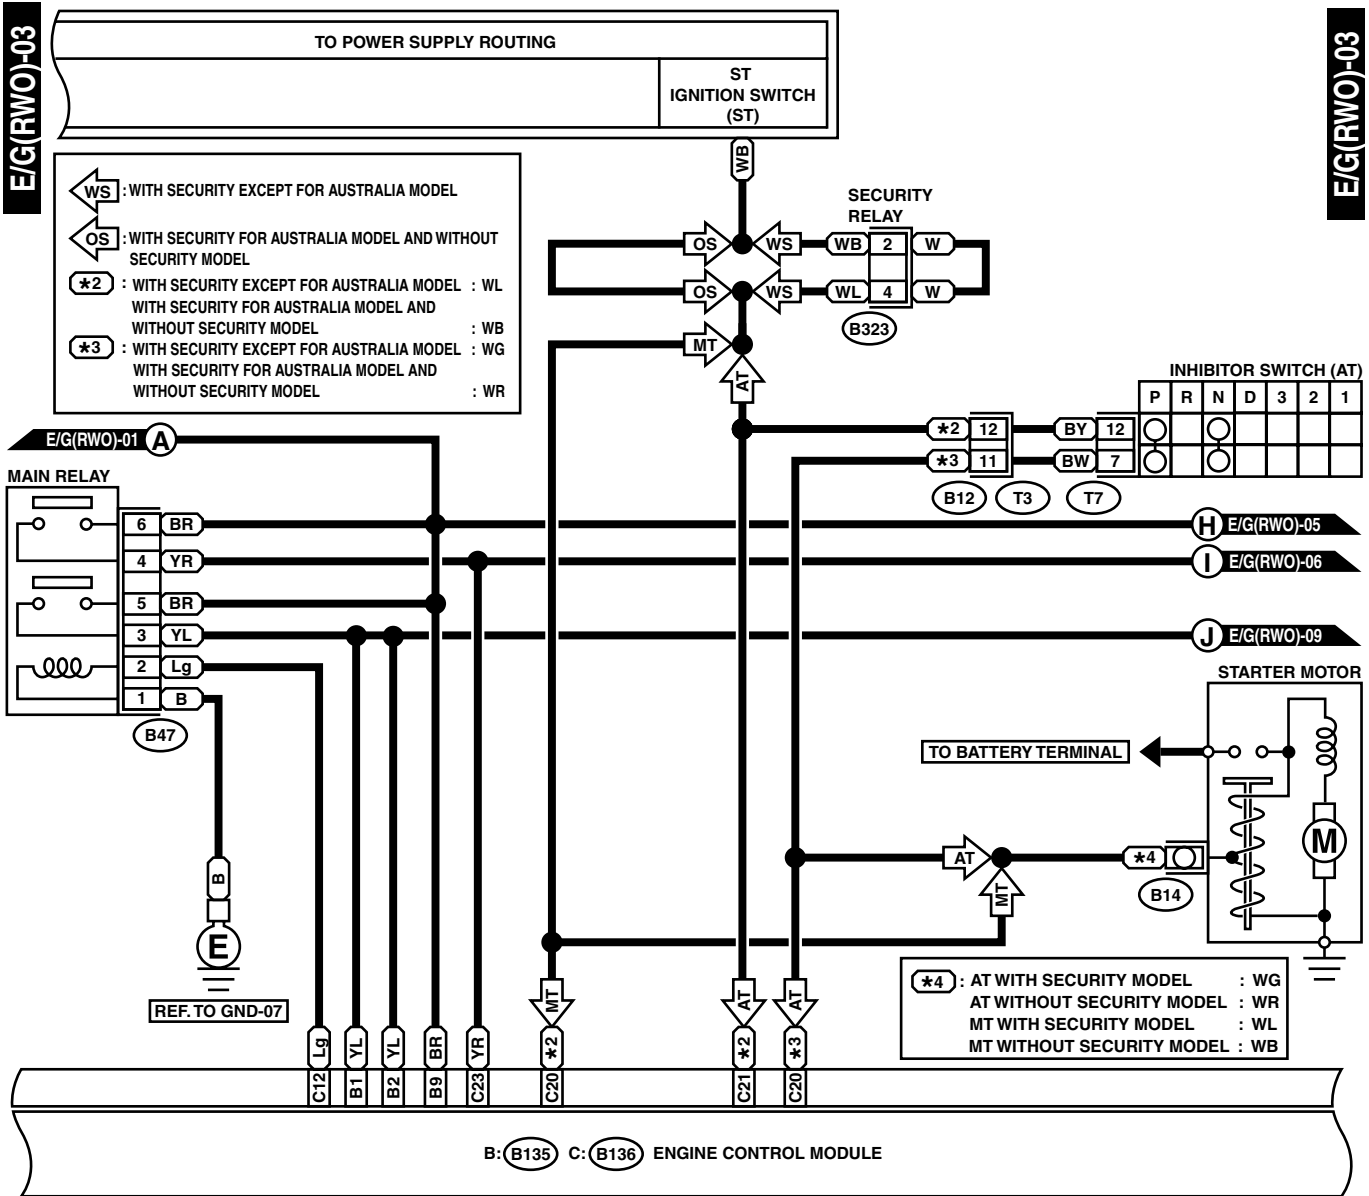 E/G(RWO)-03
E/G(RWO)-03
TO POWER SUPPLY ROUTING
ST
IGNITION SWITCH
(ST)
WB
WS : WITH SECURITY EXCEPT FOR AUSTRALIA MODEL
OS : WITH SECURITY FOR AUSTRALIA MODEL AND WITHOUT
SECURITY MODEL
*2 : WITH SECURITY EXCEPT FOR AUSTRALIA MODEL : WL
WITH SECURITY FOR AUSTRALIA MODEL AND
WITHOUT SECURITY MODEL : WB
*3 : WITH SECURITY EXCEPT FOR AUSTRALIA MODEL : WG
WITH SECURITY FOR AUSTRALIA MODEL AND
WITHOUT SECURITY MODEL : WR
SECURITY
RELAY
OS WS WB 2 W
OS WS WL 4 W
B323
MT
AT
INHIBITOR SWITCH (AT)
P R N D 3 2 1
*2 12 BY 12
*3 11 BW 7
B12 T3 T7
E/G(RWO)-01 A
MAIN RELAY
6 BR
4 YR
5 BR
3 YL
2 Lg
1 B
B47
H E/G(RWO)-05
I E/G(RWO)-06
J E/G(RWO)-09
STARTER MOTOR
TO BATTERY TERMINAL
M
AT *4
B14
MT
B
E
REF. TO GND-07
*4 : AT WITH SECURITY MODEL : WG
AT WITHOUT SECURITY MODEL : WR
MT WITH SECURITY MODEL : WL
MT WITHOUT SECURITY MODEL : WB
MT AT AT
Lg YL YL BR YR *2 *2 *3
C12 B1 B2 B9 C23 C20 C21 C20
B: B135 C: B136 ENGINE CONTROL MODULE